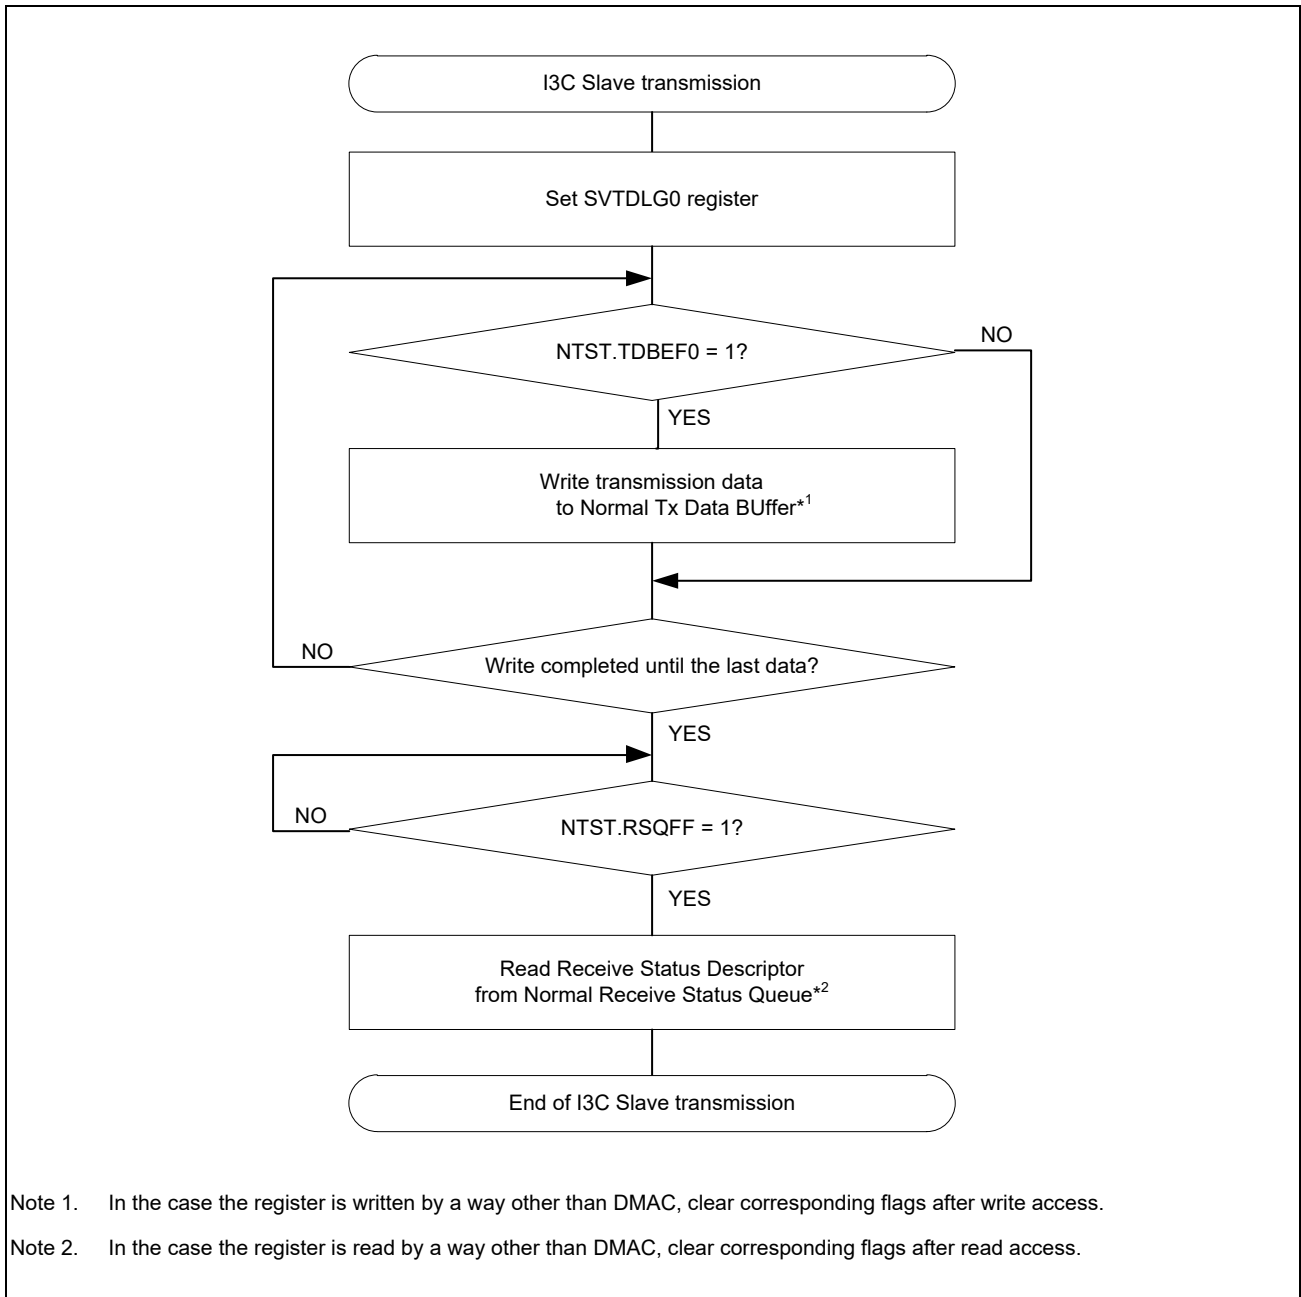 I3C Slave transmission
Set SVTDLG0 register
NTST.TDBEF0 = 1?
NO
YES
Write transmission data
to Normal Tx Data BUffer*1
Write completed until the last data?
NO
YES
NTST.RSQFF = 1?
NO
YES
Read Receive Status Descriptor
from Normal Receive Status Queue*2
End of I3C Slave transmission
Note 1. In the case the register is written by a way other than DMAC, clear corresponding flags after write access.
Note 2. In the case the register is read by a way other than DMAC, clear corresponding flags after read access.